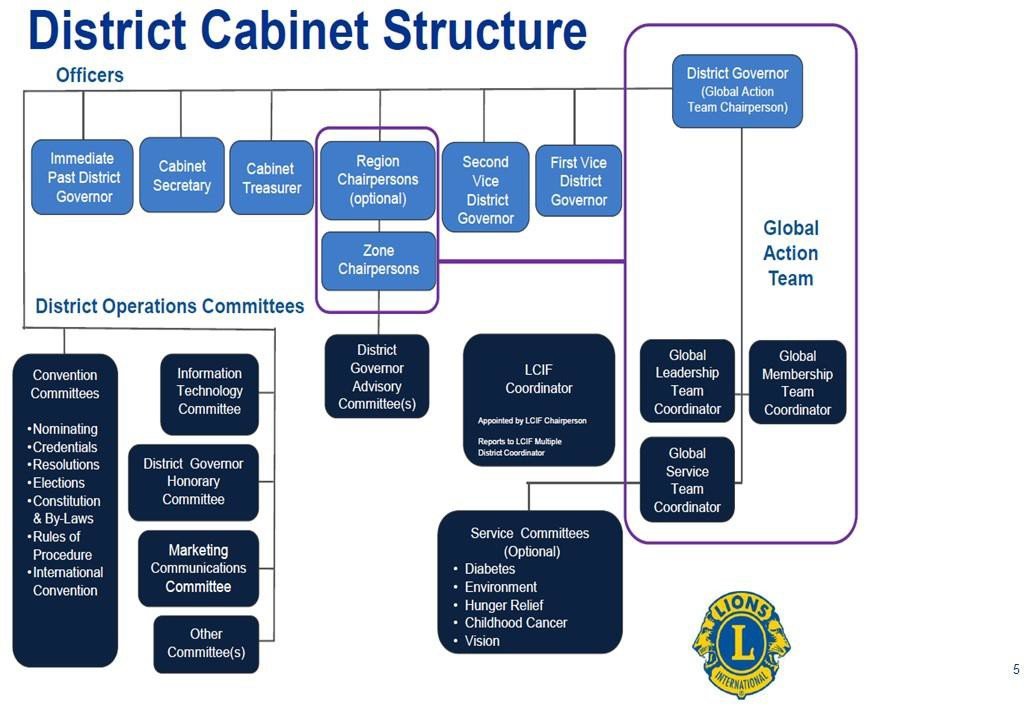 District Cabinet Structure
Officers
District Governor
(Global Action
Team Chairperson)
Immediate
Past District
Governor
Cabinet
Secretary
Cabinet
Treasurer
Region
Chairpersons
(optional)
Second
Vice
District
Governor
First Vice
District
Governor
Zone
Chairpersons
Global
Action
Team
District Operations Committees
Convention
Committees
•Nominating
•Credentials
•Resolutions
•Elections
•Constitution
& By-Laws
•Rules of
Procedure
•International
Convention
Information
Technology
Committee
District Governor
Honorary
Committee
Marketing
Communications
Committee
Other
Committee(s)
District
Governor
Advisory
Committee(s)
LCIF
Coordinator
Appointed by LCIF Chairperson
Reports to LCIF Multiple
District Coordinator
Global
Leadership
Team
Coordinator
Global
Membership
Team
Coordinator
Global
Service
Team
Coordinator
Service Committees
(Optional)
• Diabetes
• Environment
• Hunger Relief
• Childhood Cancer
• Vision
LIONS
L
INTERNATIONAL
5